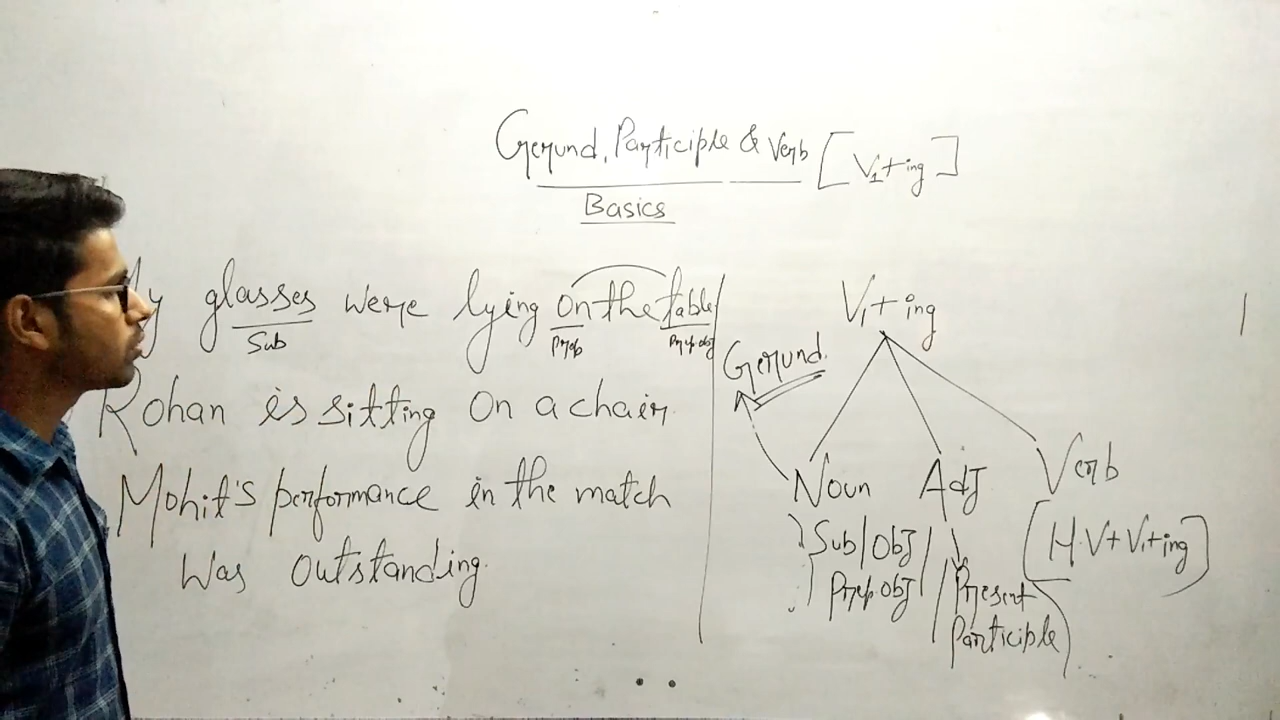 Gerund, Participle & Verb [V1+ing]
Basics
My glasses were lying on the table
Sub Prep Prep obj
Rohan is sitting on a chair.
Mohit's performance in the match
was outstanding.
V1+ing
Gerund.
Noun Adj Verb
Sub/Obj/ [H.V+V1+ing]
Prep.obj / Present
Participle